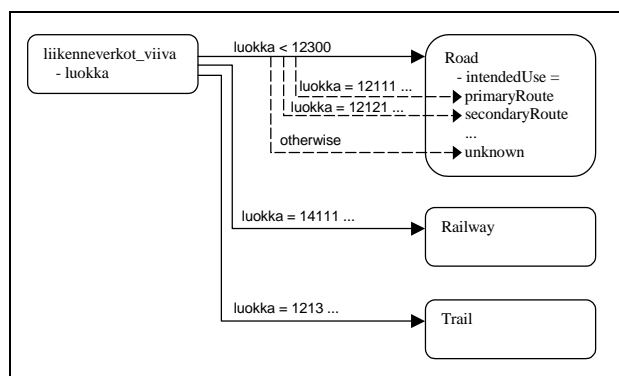 liikenneverkot_viiva
- luokka
luokka < 12300
Road
- intendedUse =
luokka = 12111 ...
primaryRoute
luokka = 12121 ...
secondaryRoute
...
otherwise
unknown
luokka = 14111 ...
Railway
luokka = 1213 ...
Trail